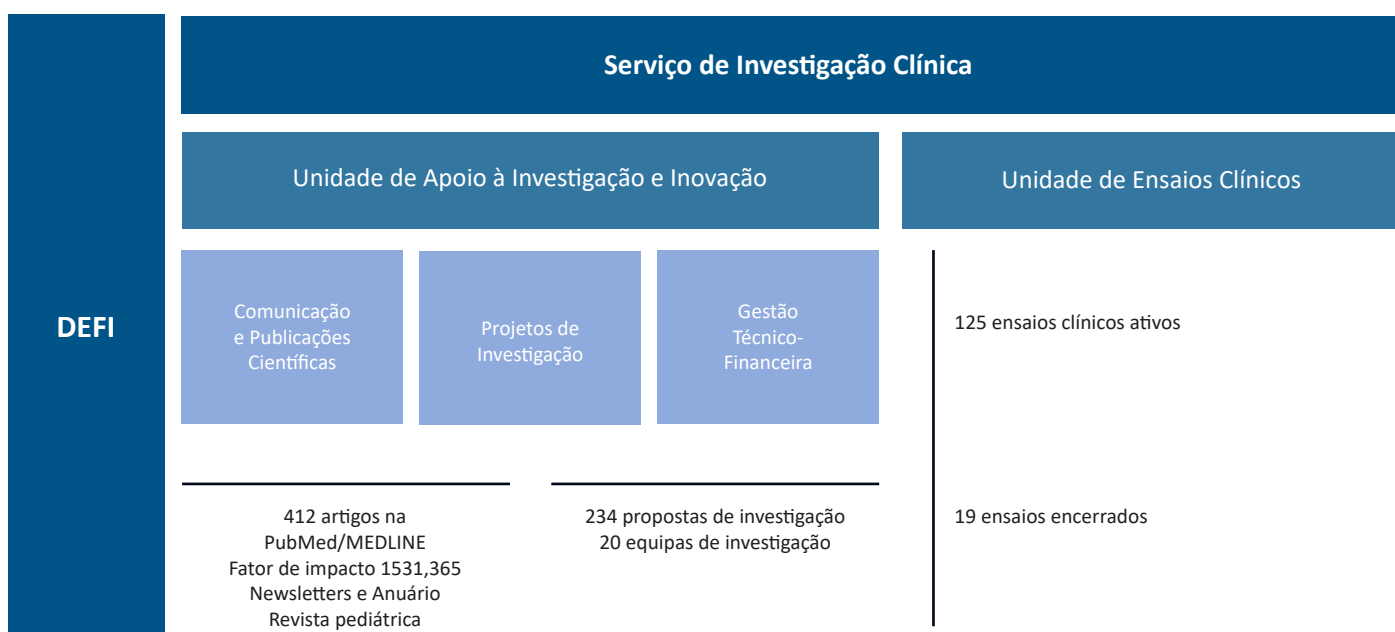 DEFI
Serviço de Investigação Clínica
Unidade de Apoio à Investigação e Inovação
Unidade de Ensaios Clínicos
Comunicação
e Publicações
Científicas
Projetos de
Investigação
Gestão
Técnico-
Financeira
125 ensaios clínicos ativos
412 artigos na
PubMed/MEDLINE
Fator de impacto 1531,365
Newsletters e Anuário
Revista pediátrica
234 propostas de investigação
20 equipas de investigação
19 ensaios encerrados